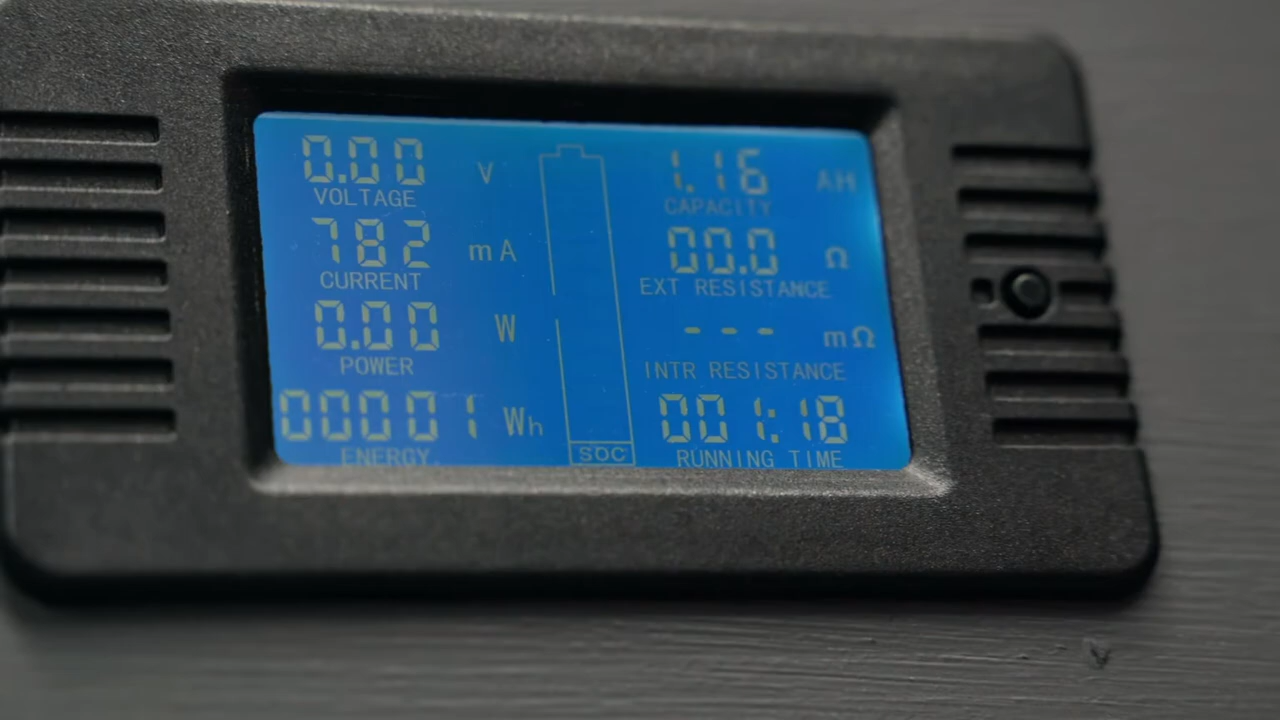 0.00 V
VOLTAGE
782 mA
CURRENT
0.00 W
POWER
00001 Wh
ENERGY
SOC
1.16 AH
CAPACITY
00.0 Ω
EXT RESISTANCE
--- mΩ
INTR RESISTANCE
001:18
RUNNING TIME